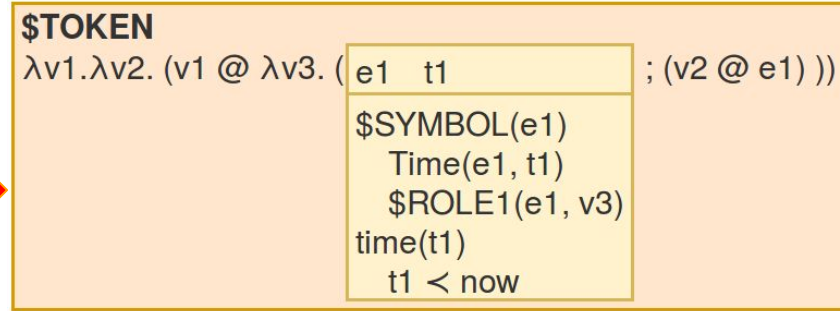 $TOKEN
λv1.λv2. (v1 @ λv3. ( e1 t1 ; (v2 @ e1) ))
$SYMBOL(e1)
Time(e1, t1)
$ROLE1(e1, v3)
time(t1)
t1 ≺ now